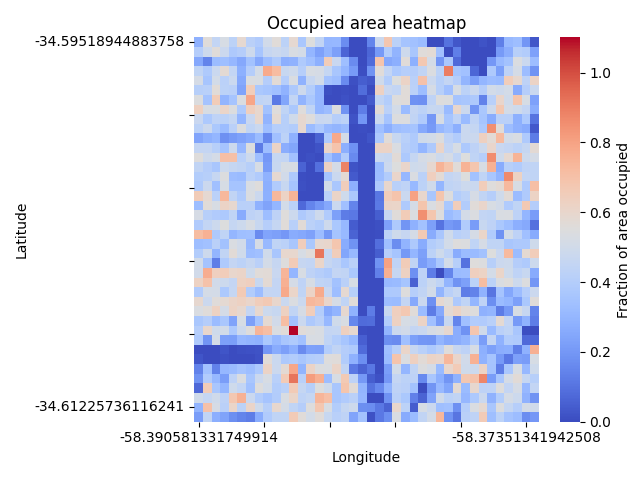 Occupied area heatmap
-34.59518944883758
-34.61225736116241
Latitude
-58.390581331749914
-58.37351341942508
Longitude
1.0
0.8
0.6
0.4
0.2
0.0
Fraction of area occupied